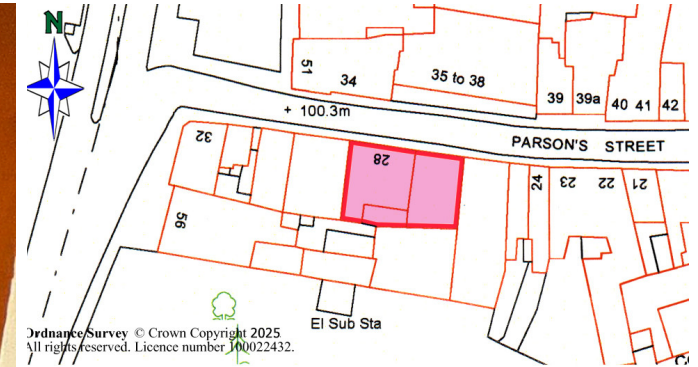 N
51
34
35 to 38
39
39a
40
41
42
+ 100.3m
PARSON'S STREET
32
28
24
23
22
21
56
El Sub Sta
Ordnance Survey © Crown Copyright 2025
All rights reserved. Licence number 100022432.